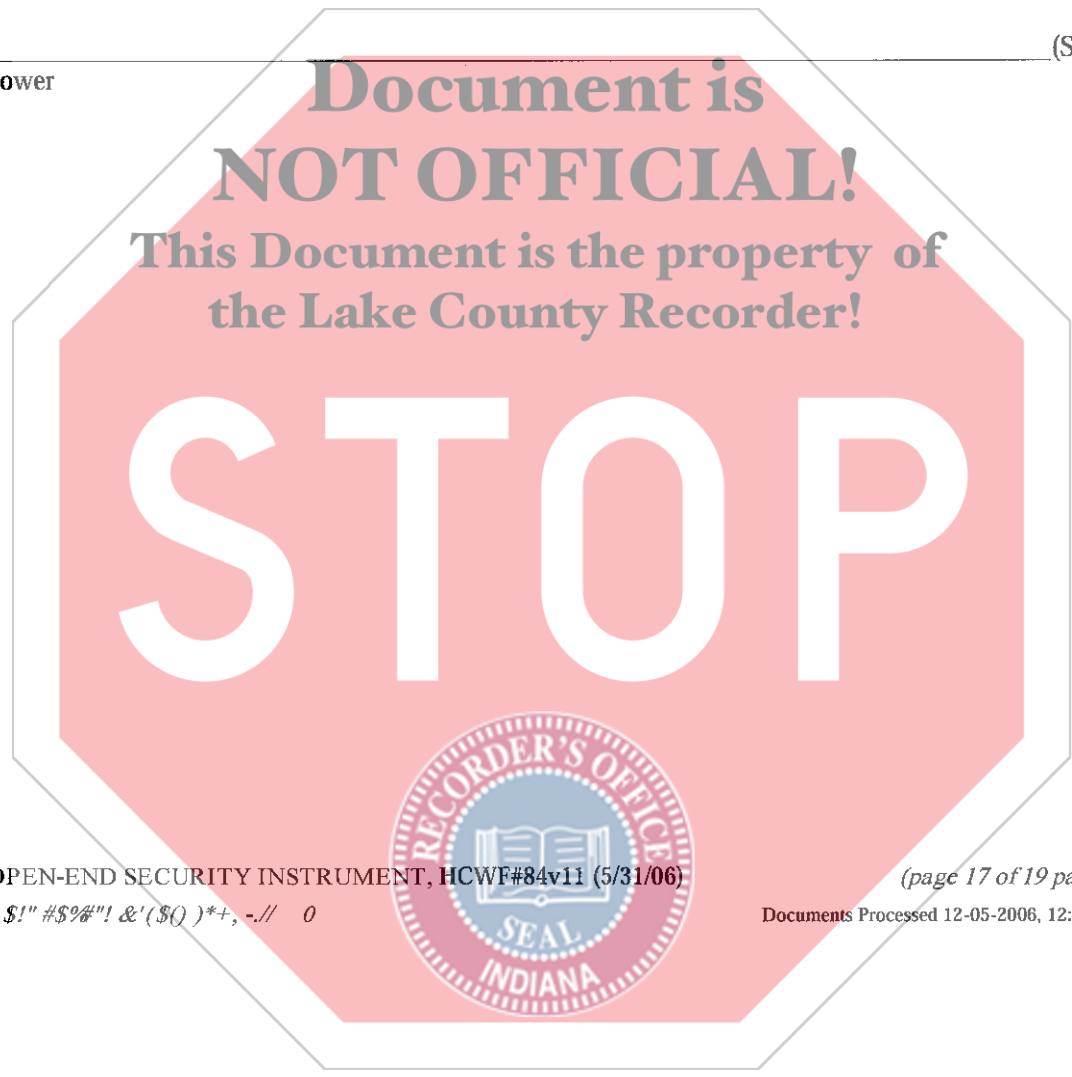 (S
ower
Document is
NOT OFFICIAL!
This Document is the property of
the Lake County Recorder!
STOP
RECORDER'S OFFICE
SEAL
INDIANA
PEN-END SECURITY INSTRUMENT, HCWF#84v11 (5/31/06)
(page 17 of 19 pa
$!" #$%#"! &'($() )*+, -.// 0
Documents Processed 12-05-2006, 12: